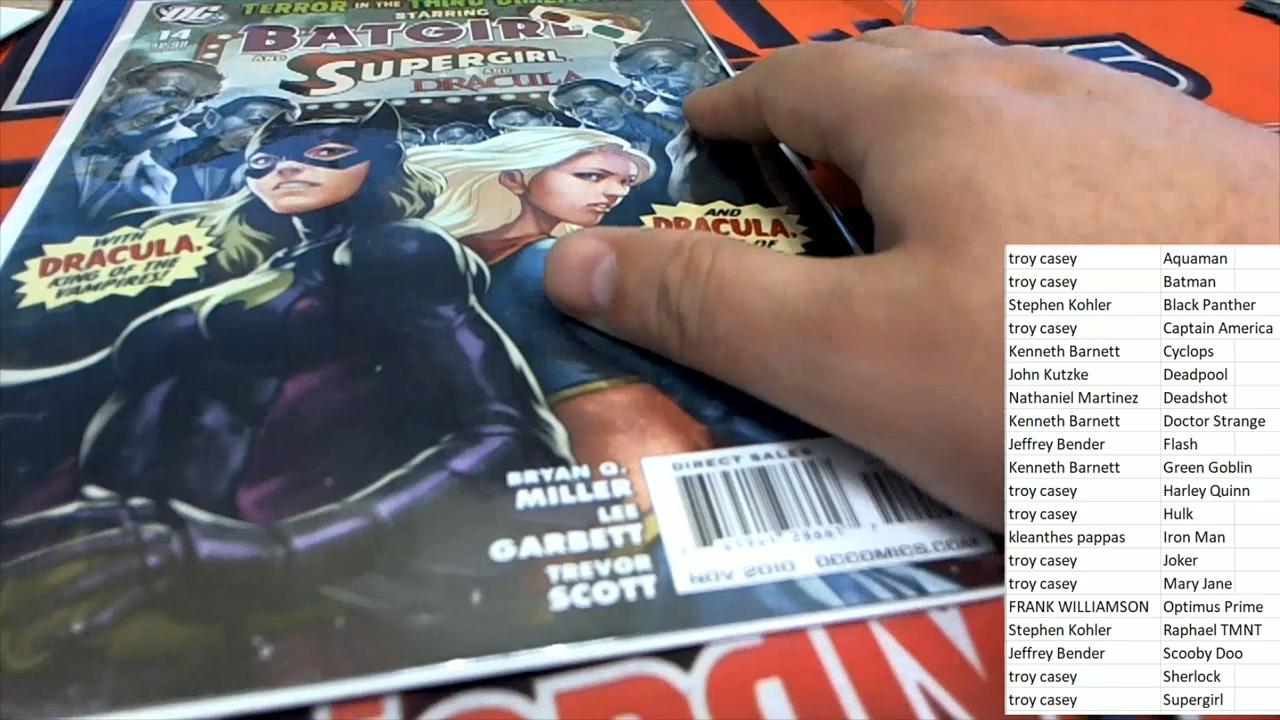 TERROR IN THE THIRD
DC
STARRING
14
BATGIRL
AND
SUPERGIRL
AND
DRACULA
WITH
DRACULA,
KING OF THE
VAMPIRES!
AND
DRACULA,
OF
BRYAN Q.
MILLER
LEE
GARBETT
TREVOR
SCOTT
DIRECT SALES
NOV 2010 DCCOMICS.COM
troy casey Aquaman
troy casey Batman
Stephen Kohler Black Panther
troy casey Captain America
Kenneth Barnett Cyclops
John Kutzke Deadpool
Nathaniel Martinez Deadshot
Kenneth Barnett Doctor Strange
Jeffrey Bender Flash
Kenneth Barnett Green Goblin
troy casey Harley Quinn
troy casey Hulk
kleanthes pappas Iron Man
troy casey Joker
troy casey Mary Jane
FRANK WILLIAMSON Optimus Prime
Stephen Kohler Raphael TMNT
Jeffrey Bender Scooby Doo
troy casey Sherlock
troy casey Supergirl